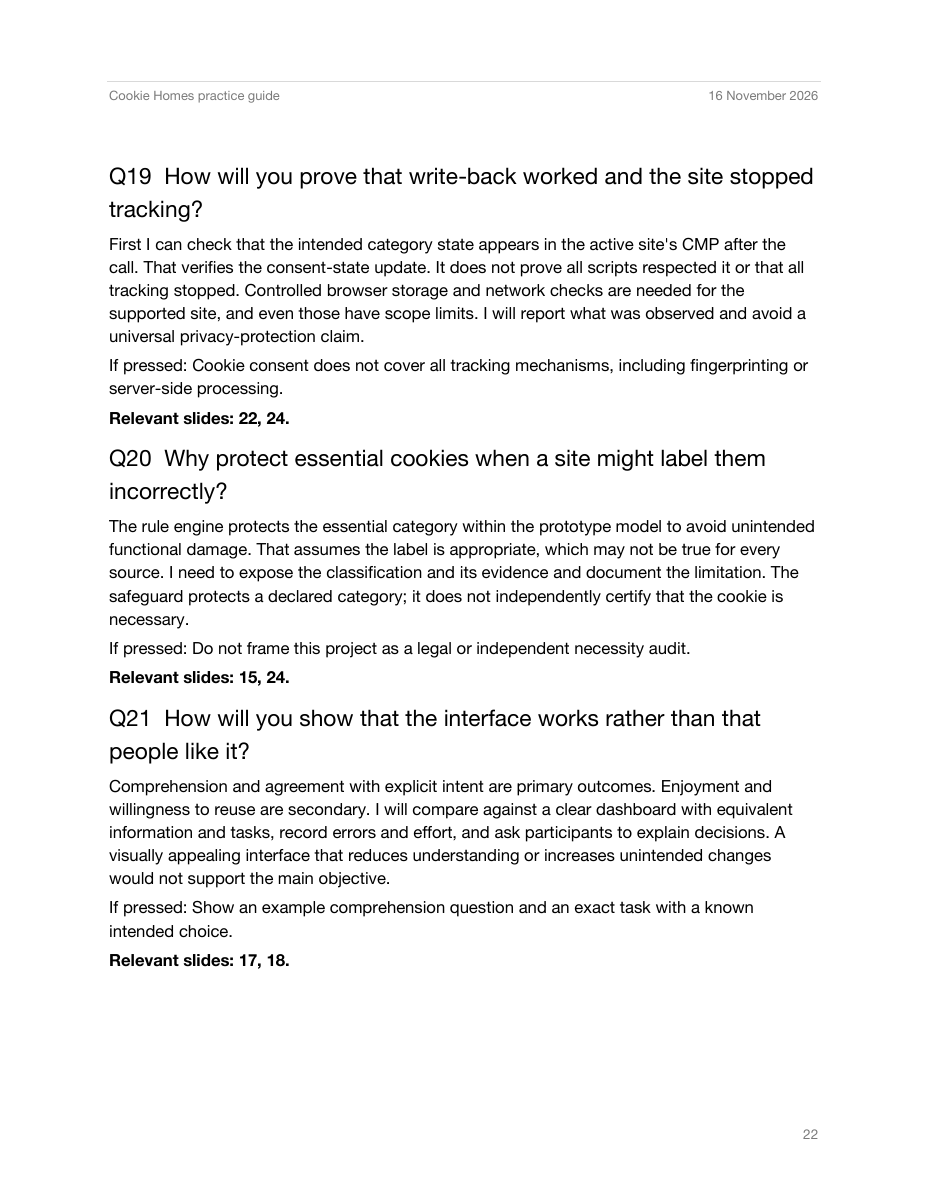 Cookie Homes practice guide
16 November 2026
Q19 How will you prove that write-back worked and the site stopped
tracking?
First I can check that the intended category state appears in the active site's CMP after the
call. That verifies the consent-state update. It does not prove all scripts respected it or that all
tracking stopped. Controlled browser storage and network checks are needed for the
supported site, and even those have scope limits. I will report what was observed and avoid a
universal privacy-protection claim.
If pressed: Cookie consent does not cover all tracking mechanisms, including fingerprinting or
server-side processing.
Relevant slides: 22, 24.
Q20 Why protect essential cookies when a site might label them
incorrectly?
The rule engine protects the essential category within the prototype model to avoid unintended
functional damage. That assumes the label is appropriate, which may not be true for every
source. I need to expose the classification and its evidence and document the limitation. The
safeguard protects a declared category; it does not independently certify that the cookie is
necessary.
If pressed: Do not frame this project as a legal or independent necessity audit.
Relevant slides: 15, 24.
Q21 How will you show that the interface works rather than that
people like it?
Comprehension and agreement with explicit intent are primary outcomes. Enjoyment and
willingness to reuse are secondary. I will compare against a clear dashboard with equivalent
information and tasks, record errors and effort, and ask participants to explain decisions. A
visually appealing interface that reduces understanding or increases unintended changes
would not support the main objective.
If pressed: Show an example comprehension question and an exact task with a known
intended choice.
Relevant slides: 17, 18.
22